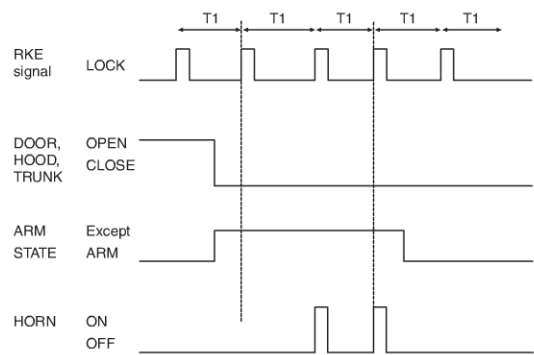 T1 T1 T1 T1 T1
RKE
signal LOCK
DOOR, OPEN
HOOD, CLOSE
TRUNK
ARM Except
STATE ARM
HORN ON
OFF